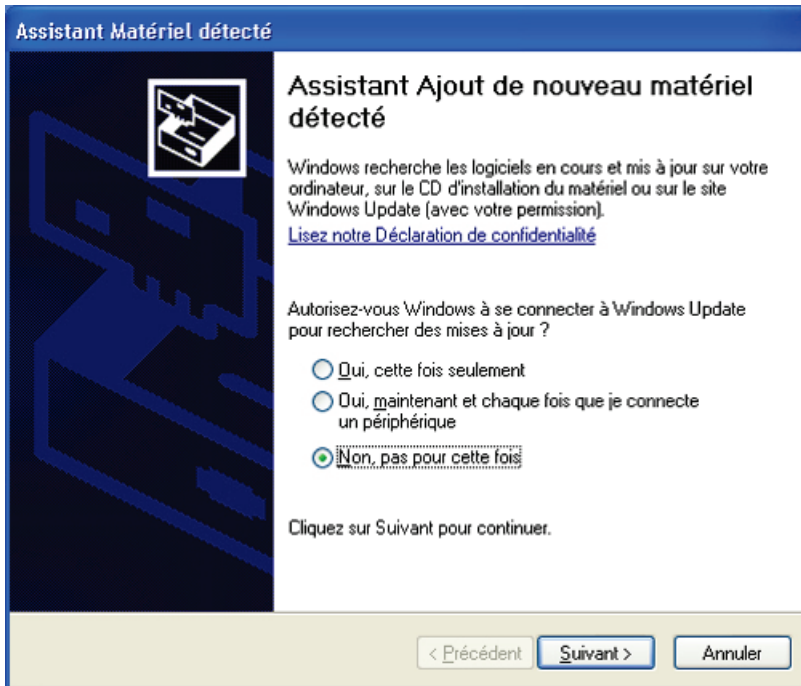 Assistant Matériel détecté
Assistant Ajout de nouveau matériel
détecté
Windows recherche les logiciels en cours et mis à jour sur votre
ordinateur, sur le CD d'installation du matériel ou sur le site
Windows Update (avec votre permission).
Lisez notre Déclaration de confidentialité
Autorisez-vous Windows à se connecter à Windows Update
pour rechercher des mises à jour ?
Oui, cette fois seulement
Oui, maintenant et chaque fois que je connecte
un périphérique
Non, pas pour cette fois
Cliquez sur Suivant pour continuer.
< Précédent Suivant > Annuler